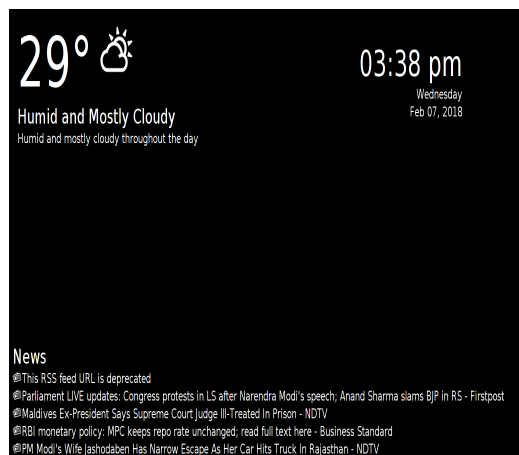 29°
03:38 pm
Wednesday
Feb 07, 2018
Humid and Mostly Cloudy
Humid and mostly cloudy throughout the day
News
This RSS feed URL is deprecated
Parliament LIVE updates: Congress protests in LS after Narendra Modi's speech; Anand Sharma slams BJP in RS - Firstpost
Maldives Ex-President Says Supreme Court Judge Ill-Treated In Prison - NDTV
RBI monetary policy: MPC keeps repo rate unchanged; read full text here - Business Standard
PM Modi's Wife Jashodaben Has Narrow Escape As Her Car Hits Truck In Rajasthan - NDTV